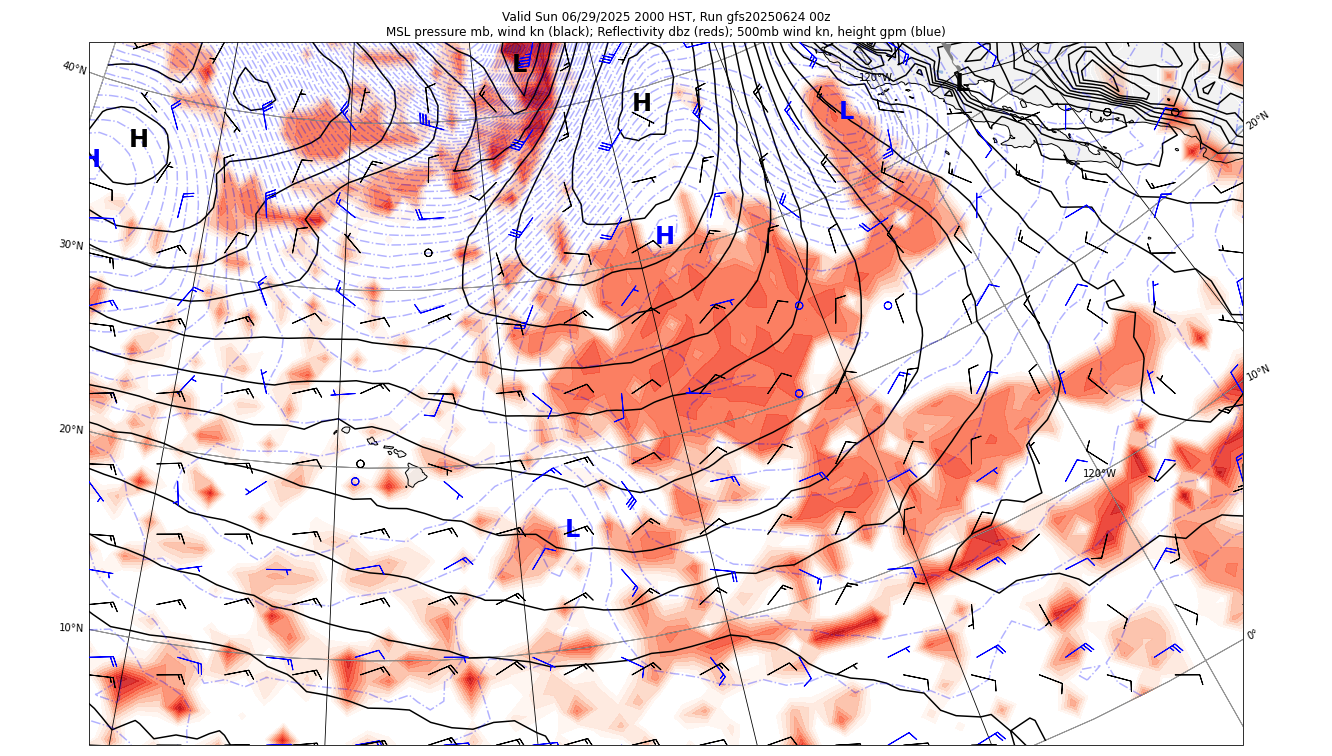 Valid Sun 06/29/2025 2000 HST, Run gfs20250624 00z
MSL pressure mb, wind kn (black); Reflectivity dbz (reds); 500mb wind kn, height gpm (blue)
L
40°N
120°W
L
H
L
20°N
H
H
H
30°N
10°N
20°N
120°W
L
10°N
0°